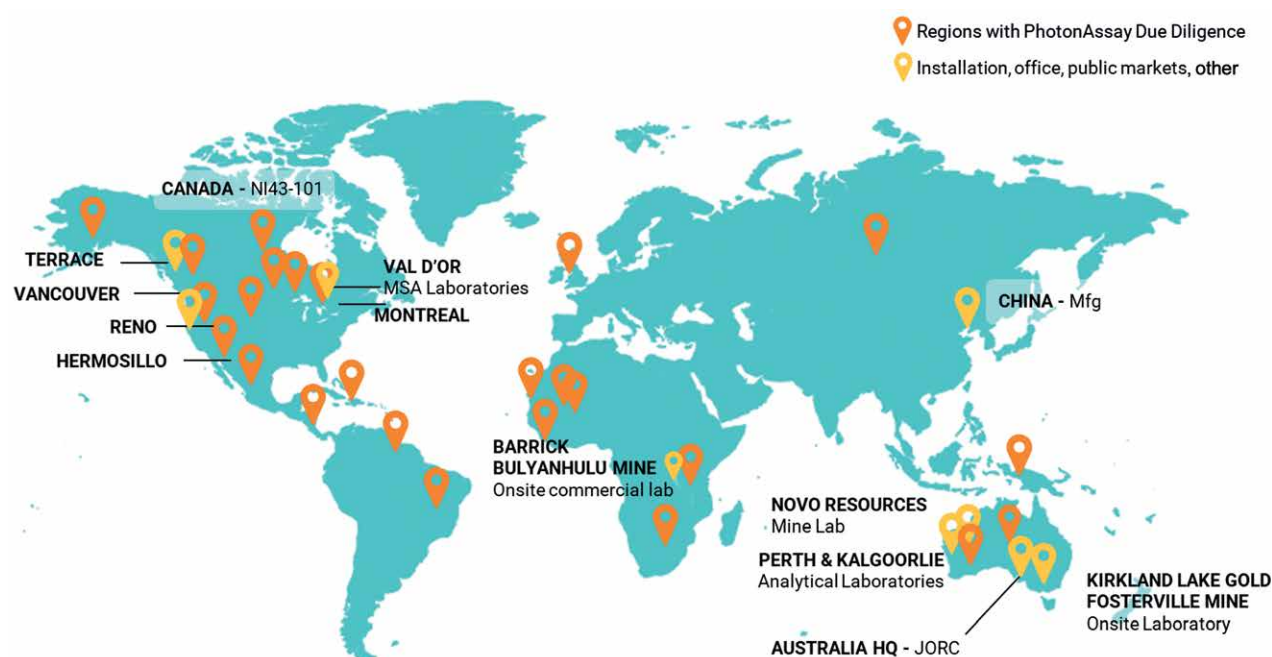 Regions with PhotonAssay Due Diligence
Installation, office, public markets, other
CANADA - NI43-101
TERRACE
VANCOUVER
RENO
HERMOSILLO
VAL D'OR
MSA Laboratories
MONTREAL
CHINA - Mfg
BARRICK
BULYANHULU MINE
Onsite commercial lab
NOVO RESOURCES
Mine Lab
PERTH & KALGOORLIE
Analytical Laboratories
KIRKLAND LAKE GOLD
FOSTERVILLE MINE
Onsite Laboratory
AUSTRALIA HQ - JORC